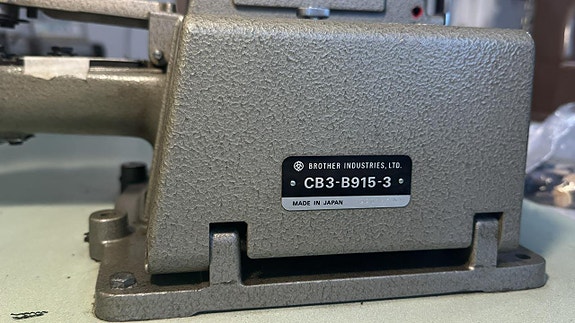 BROTHER INDUSTRIES, LTD.
CB3-B915-3
MADE IN JAPAN